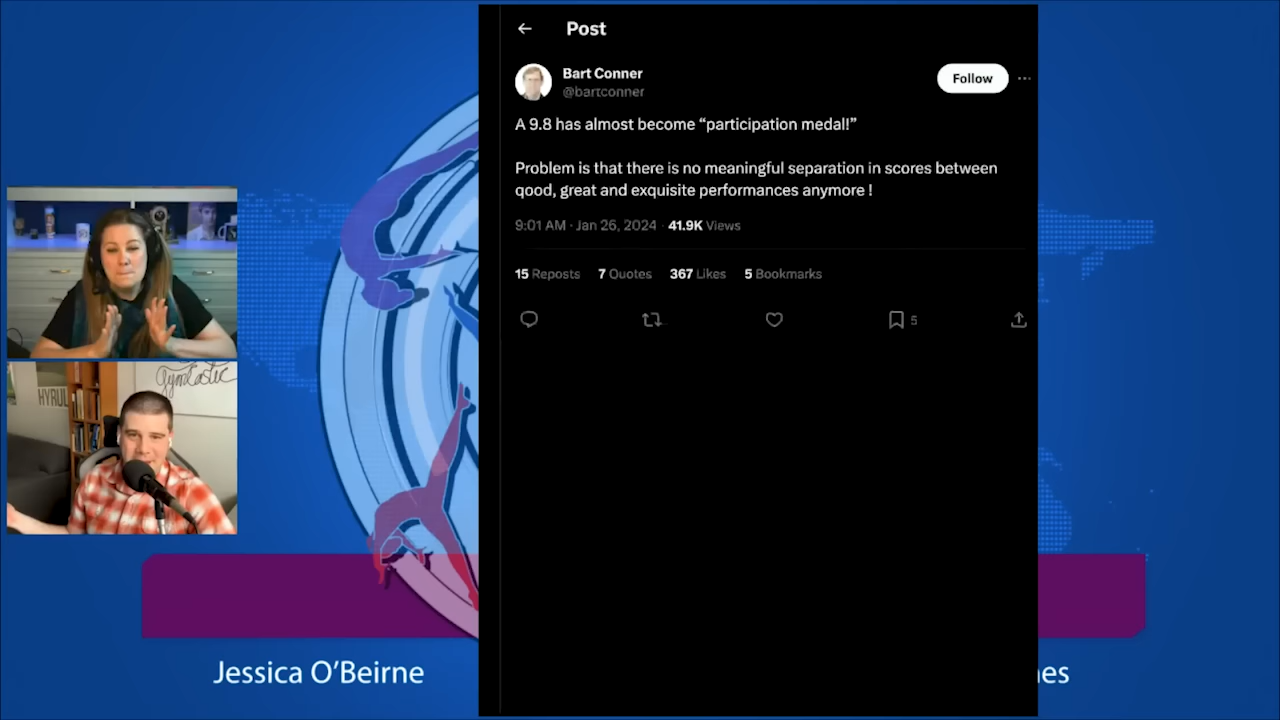 Post
Bart Conner
@bartconner
Follow
A 9.8 has almost become “participation medal!”
Problem is that there is no meaningful separation in scores between
good, great and exquisite performances anymore !
9:01 AM · Jan 26, 2024 · 41.9K Views
15 Reposts 7 Quotes 367 Likes 5 Bookmarks
5
HYRUL
Gymtastic
Jessica O’Beirne
nes